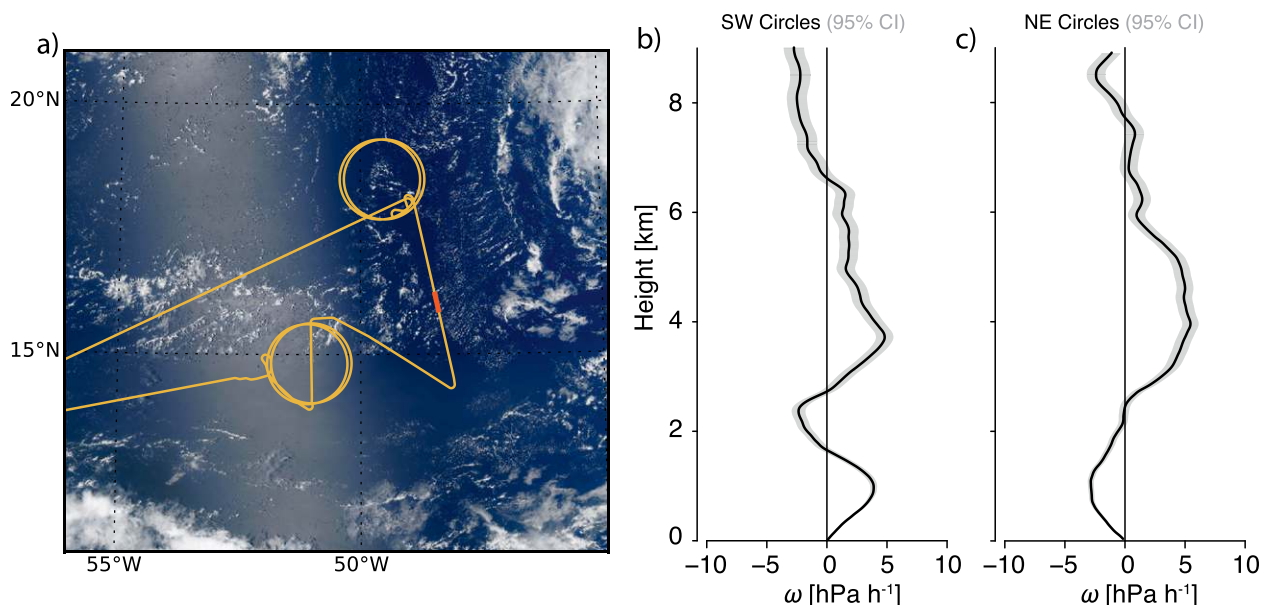 a)
20°N
15°N
55°W
50°W
b)
SW Circles (95% CI)
Height [km]
8
6
4
2
0
−10
−5
0
5
10
ω [hPa h-1]
c)
NE Circles (95% CI)
−10
−5
0
5
10
ω [hPa h-1]